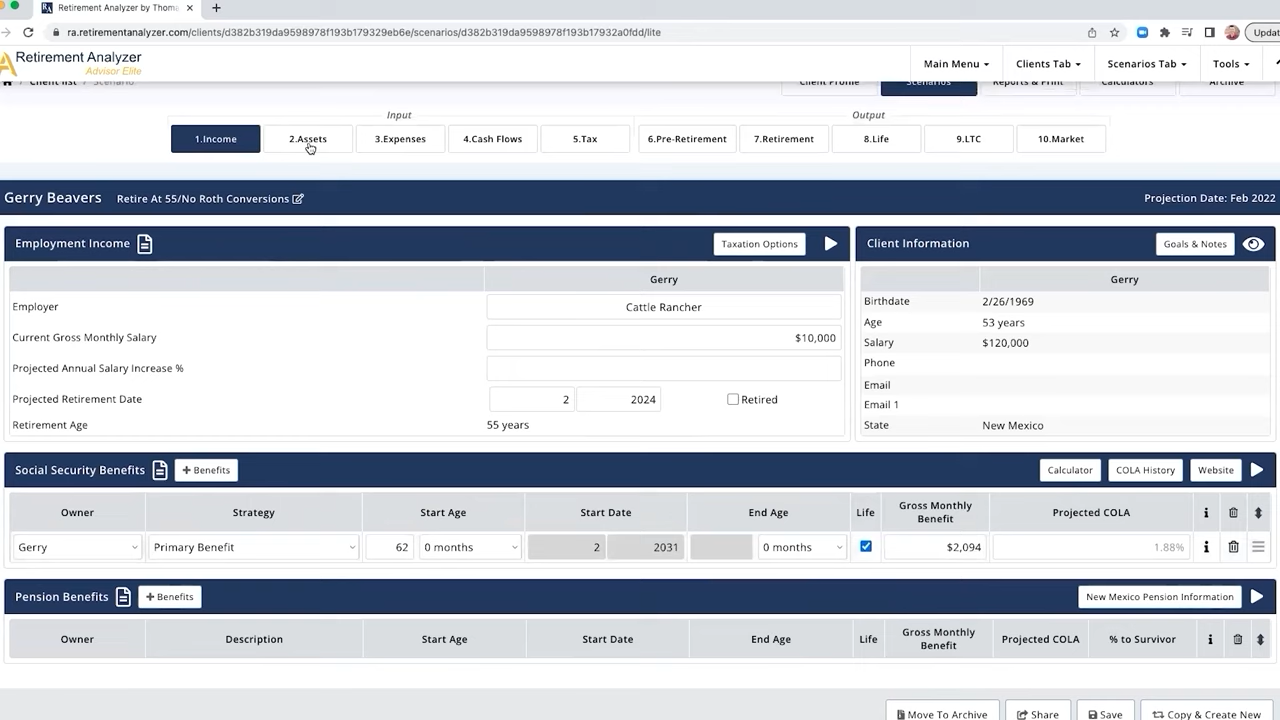 Retirement Analyzer by Thoma
ra.retirementanalyzer.com/clients/d382b319da9598978f193b179329eb6e/scenarios/d382b319da9598978f193b17932a0fdd/lite
Updat
Retirement Analyzer
Advisor Elite
Main Menu
Clients Tab
Scenarios Tab
Tools
Client list / Scenario
Client Profile
Scenarios
Reports & Print
Calculators
Archive
Input
Output
1.Income
2.Assets
3.Expenses
4.Cash Flows
5.Tax
6.Pre-Retirement
7.Retirement
8.Life
9.LTC
10.Market
Gerry Beavers
Retire At 55/No Roth Conversions
Projection Date: Feb 2022
Employment Income
Taxation Options
Gerry
Employer
Cattle Rancher
Current Gross Monthly Salary
$10,000
Projected Annual Salary Increase %
Projected Retirement Date
2
2024
Retired
Retirement Age
55 years
Client Information
Goals & Notes
Gerry
Birthdate
2/26/1969
Age
53 years
Salary
$120,000
Phone
Email
Email 1
State
New Mexico
Social Security Benefits
+ Benefits
Calculator
COLA History
Website
Owner
Strategy
Start Age
Start Date
End Age
Life
Gross Monthly
Benefit
Projected COLA
Gerry
Primary Benefit
62
0 months
2
2031
0 months
$2,094
1.88%
Pension Benefits
+ Benefits
New Mexico Pension Information
Owner
Description
Start Age
Start Date
End Age
Life
Gross Monthly
Benefit
Projected COLA
% to Survivor
Move To Archive
Share
Save
Copy & Create New